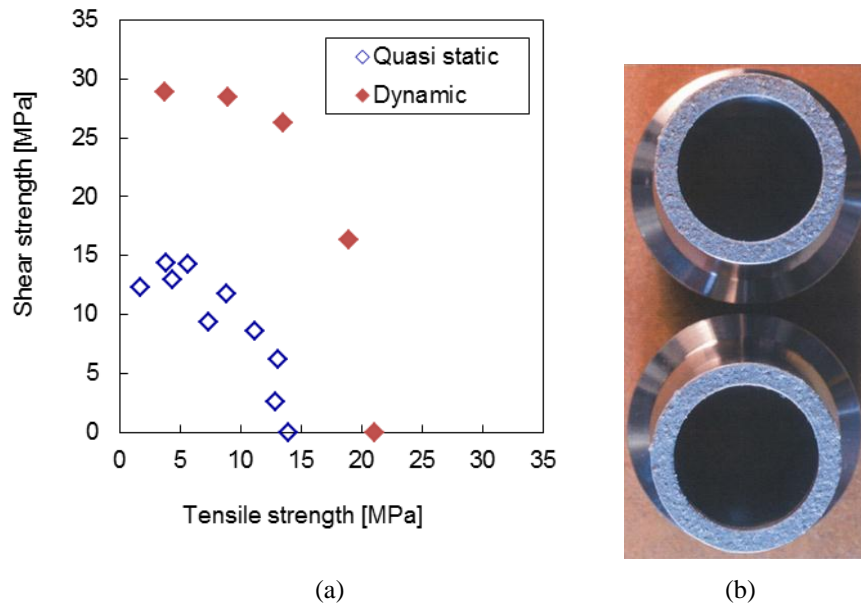 35
30
25
20
15
10
5
0
Shear strength [MPa]
Quasi static
Dynamic
0 5 10 15 20 25 30 35
Tensile strength [MPa]
(a)
(b)